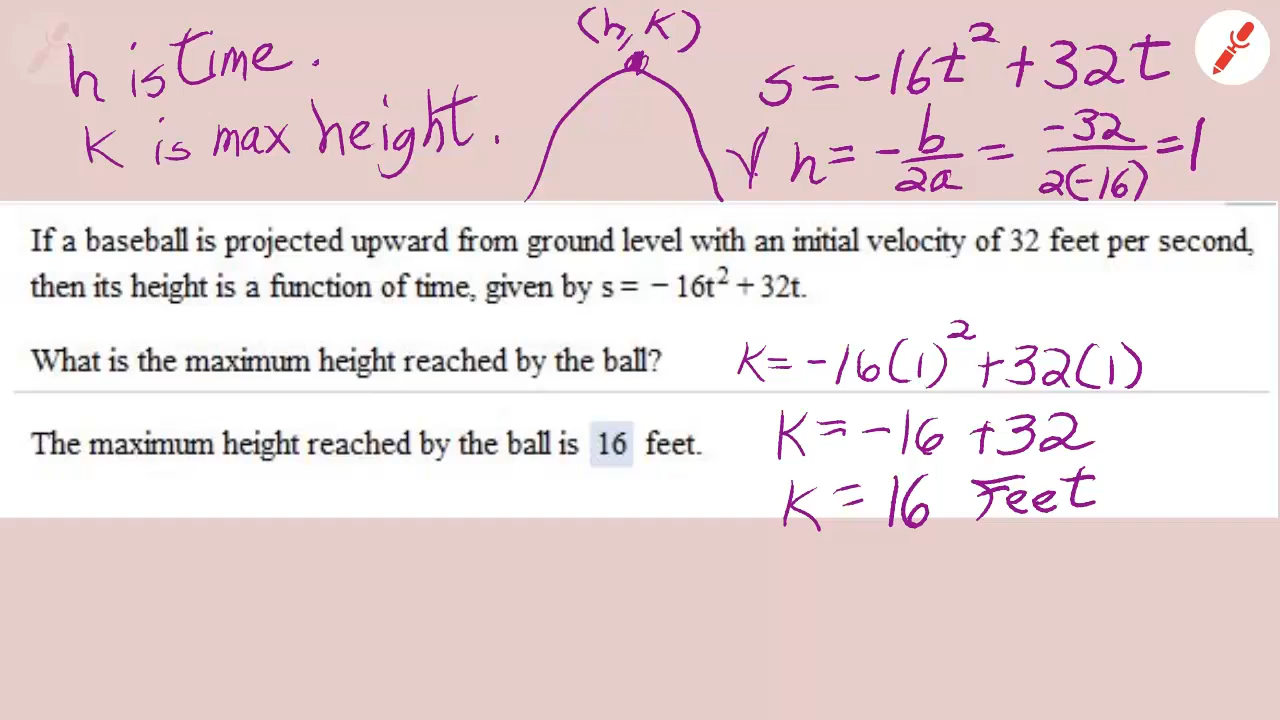 h is time.
k is max height.
(h, k)
s = -16t² + 32t
√ h = -b/2a = -32/2(-16) = 1
If a baseball is projected upward from ground level with an initial velocity of 32 feet per second,
then its height is a function of time, given by s = − 16t² + 32t.
What is the maximum height reached by the ball?
k = -16(1)² + 32(1)
The maximum height reached by the ball is 16 feet.
k = -16 + 32
k = 16 feet